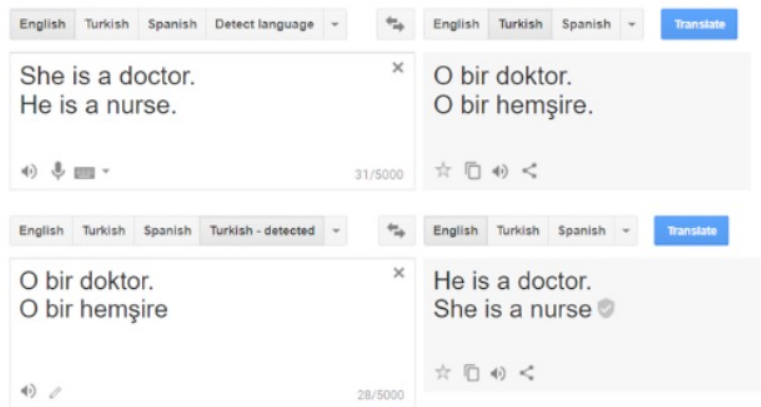 English Turkish Spanish Detect language
English Turkish Spanish Translate
She is a doctor.
He is a nurse.
31/5000
O bir doktor.
O bir hemşire.
English Turkish Spanish Turkish - detected
English Turkish Spanish Translate
O bir doktor.
O bir hemşire
28/5000
He is a doctor.
She is a nurse